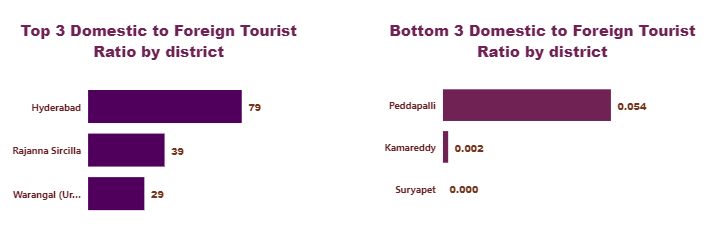 Top 3 Domestic to Foreign Tourist
Ratio by district
Hyderabad 79
Rajanna Sircilla 39
Warangal (Ur... 29
Bottom 3 Domestic to Foreign Tourist
Ratio by district
Peddapalli 0.054
Kamareddy 0.002
Suryapet 0.000